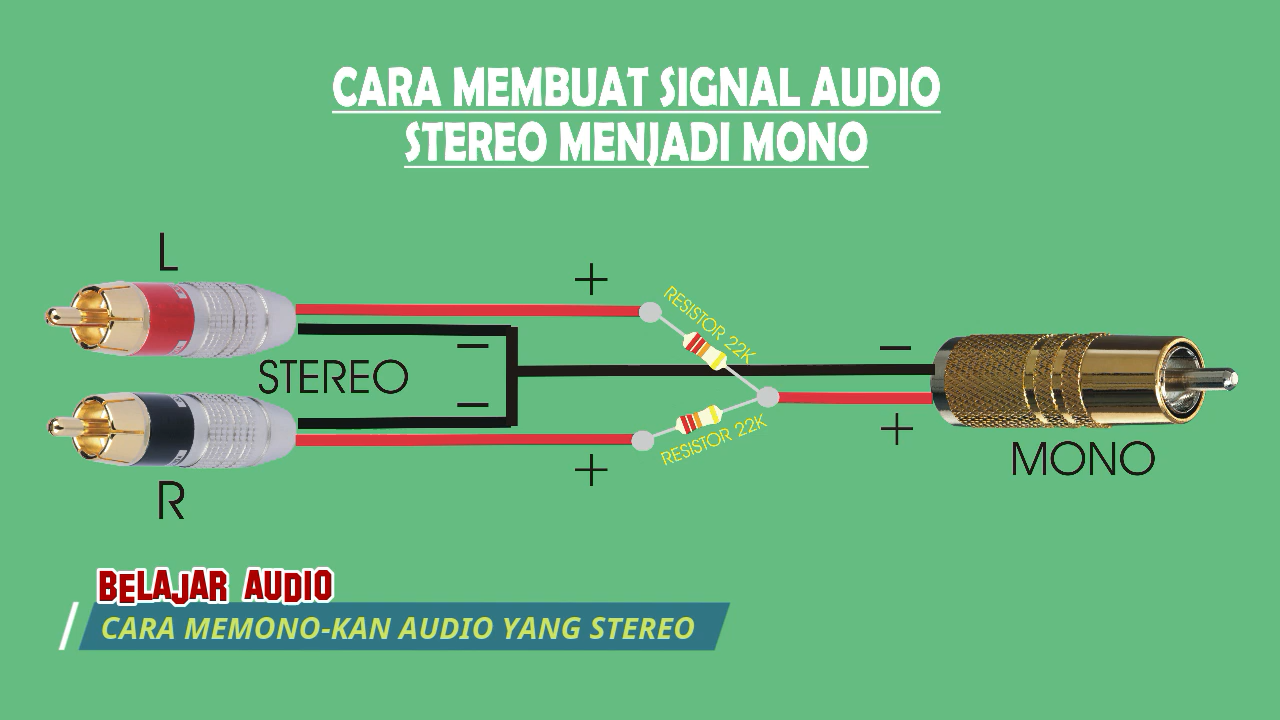 CARA MEMBUAT SIGNAL AUDIO
STEREO MENJADI MONO
L
+
RESISTOR 22K
−
STEREO
−
−
RESISTOR 22K
+
+
MONO
R
BELAJAR AUDIO
CARA MEMONO-KAN AUDIO YANG STEREO